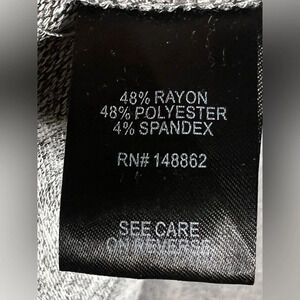 48% RAYON
48% POLYESTER
4% SPANDEX
RN# 148862
SEE CARE
ON REVERSE